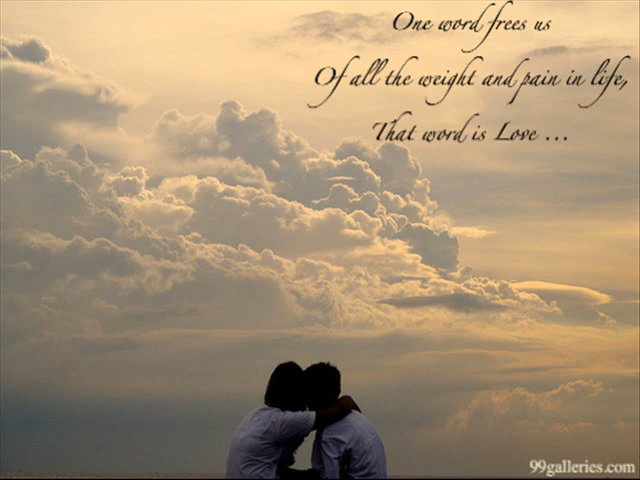 One word frees us
Of all the weight and pain in life,
That word is Love ...
99galleries.com